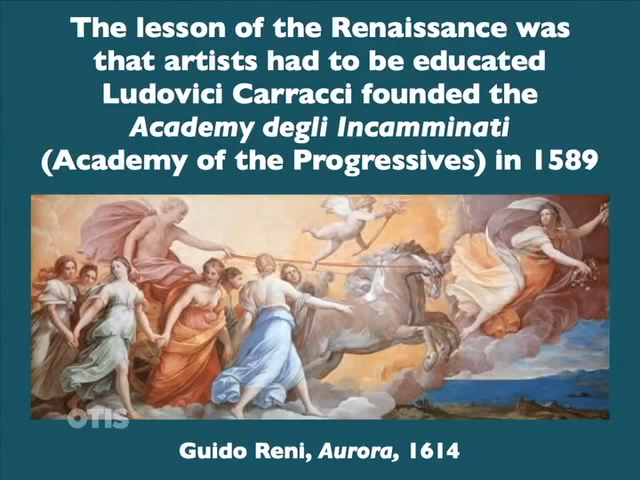 The lesson of the Renaissance was
that artists had to be educated
Ludovici Carracci founded the
Academy degli Incamminati
(Academy of the Progressives) in 1589
OTIS
Guido Reni, Aurora, 1614